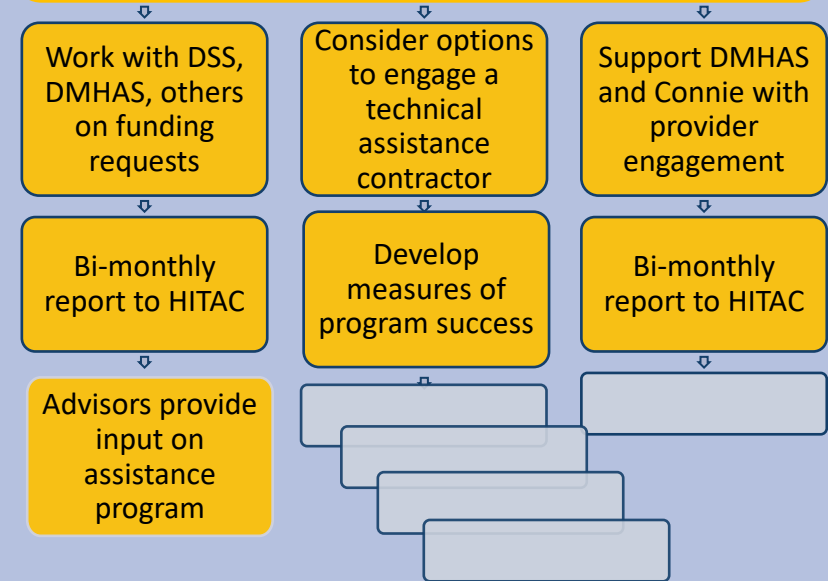 Work with DSS,
DMHAS, others
on funding
requests
Consider options
to engage a
technical
assistance
contractor
Support DMHAS
and Connie with
provider
engagement
Bi-monthly
report to HITAC
Develop
measures of
program success
Bi-monthly
report to HITAC
Advisors provide
input on
assistance
program